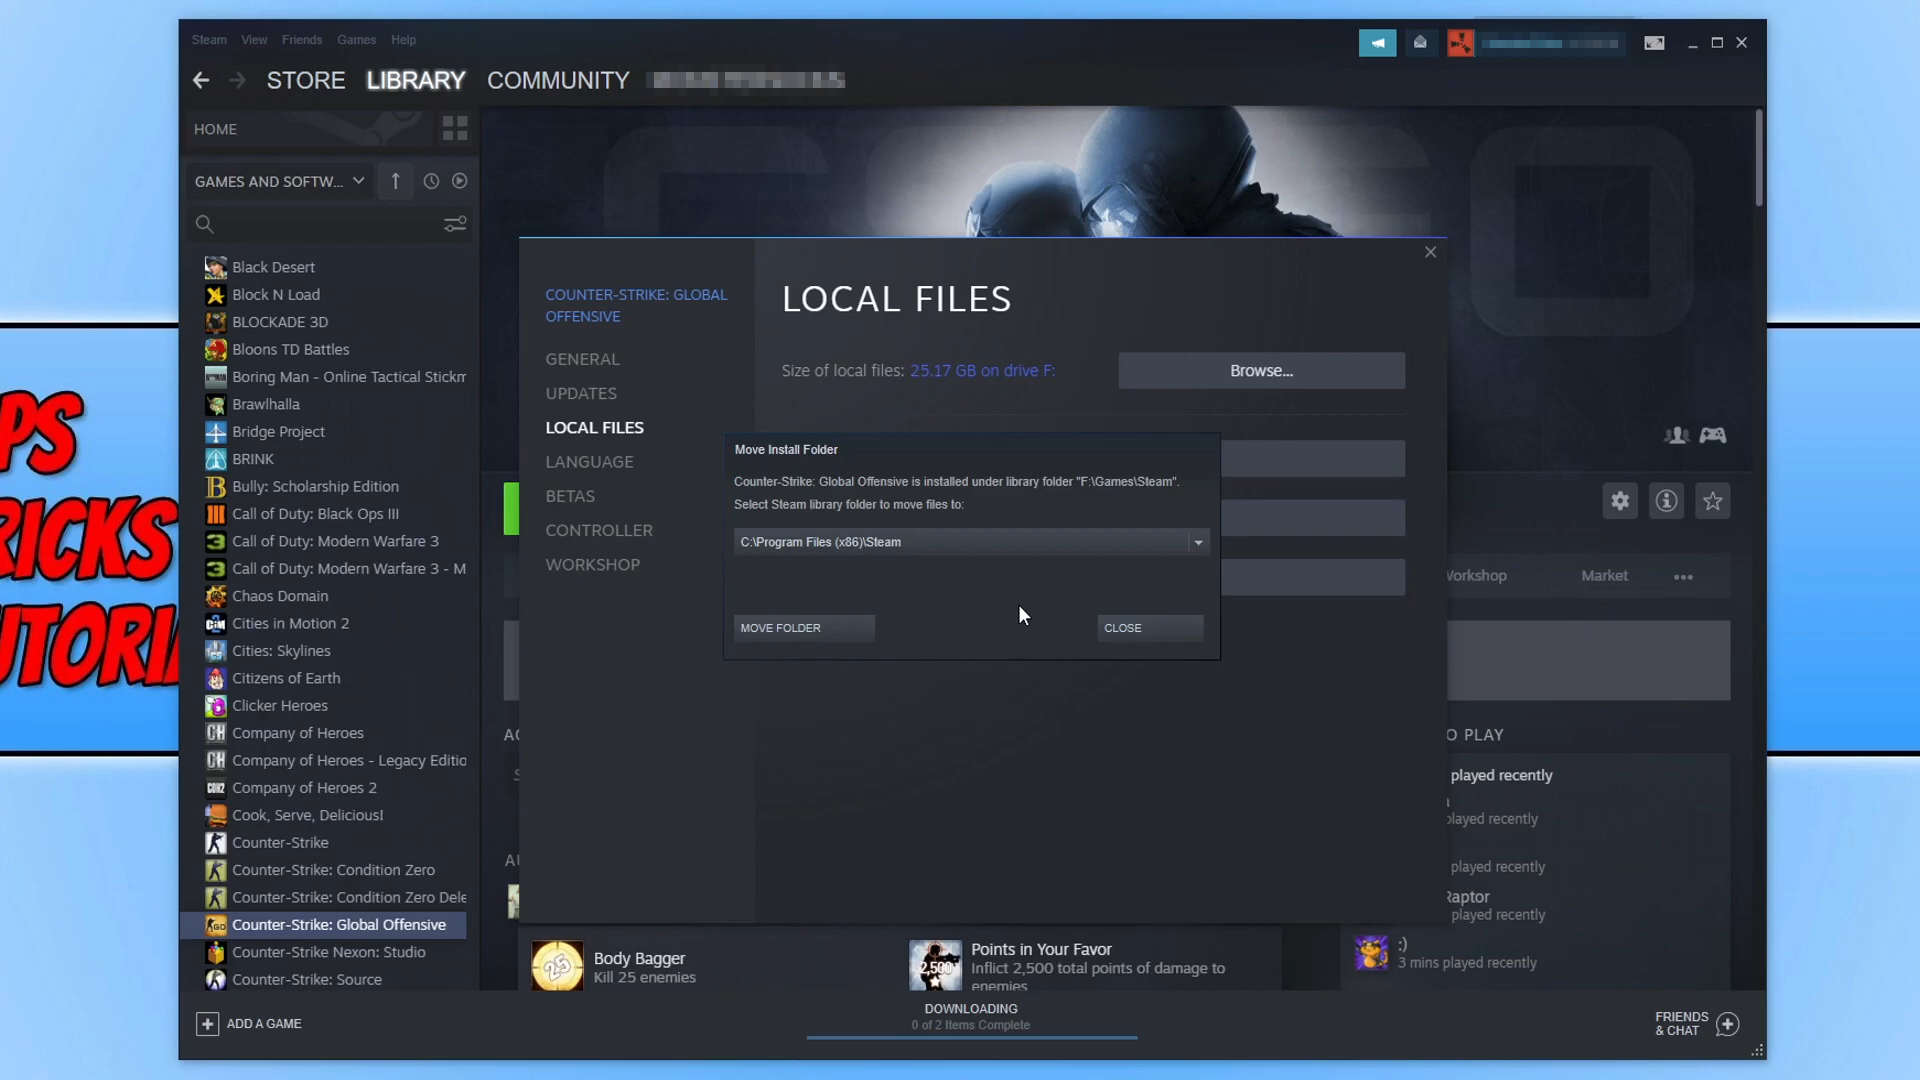 Steam View Friends Games Help
STORE LIBRARY COMMUNITY
HOME
GAMES AND SOFTW...
Black Desert
Block N Load
BLOCKADE 3D
Bloons TD Battles
Boring Man - Online Tactical Stickm
Brawlhalla
Bridge Project
BRINK
Bully: Scholarship Edition
Call of Duty: Black Ops III
Call of Duty: Modern Warfare 3
Call of Duty: Modern Warfare 3 - M
Chaos Domain
Cities in Motion 2
Cities: Skylines
Citizens of Earth
Clicker Heroes
Company of Heroes
Company of Heroes - Legacy Editio
Company of Heroes 2
Cook, Serve, Delicious!
Counter-Strike
Counter-Strike: Condition Zero
Counter-Strike: Condition Zero Dele
Counter-Strike: Global Offensive
Counter-Strike Nexon: Studio
Counter-Strike: Source
ADD A GAME
COUNTER-STRIKE: GLOBAL
OFFENSIVE
GENERAL
UPDATES
LOCAL FILES
LANGUAGE
BETAS
CONTROLLER
WORKSHOP
LOCAL FILES
Size of local files: 25.17 GB on drive F:
Browse...
Move Install Folder
Counter-Strike: Global Offensive is installed under library folder "F:\Games\Steam".
Select Steam library folder to move files to:
C:\Program Files (x86)\Steam
MOVE FOLDER
CLOSE
Workshop Market
O PLAY
played recently
played recently
played recently
Raptor
played recently
:)
3 mins played recently
Body Bagger
Kill 25 enemies
2,500
Points in Your Favor
Inflict 2,500 total points of damage to
enemies
DOWNLOADING
0 of 2 Items Complete
FRIENDS
& CHAT
PS
RICKS
UTORIA